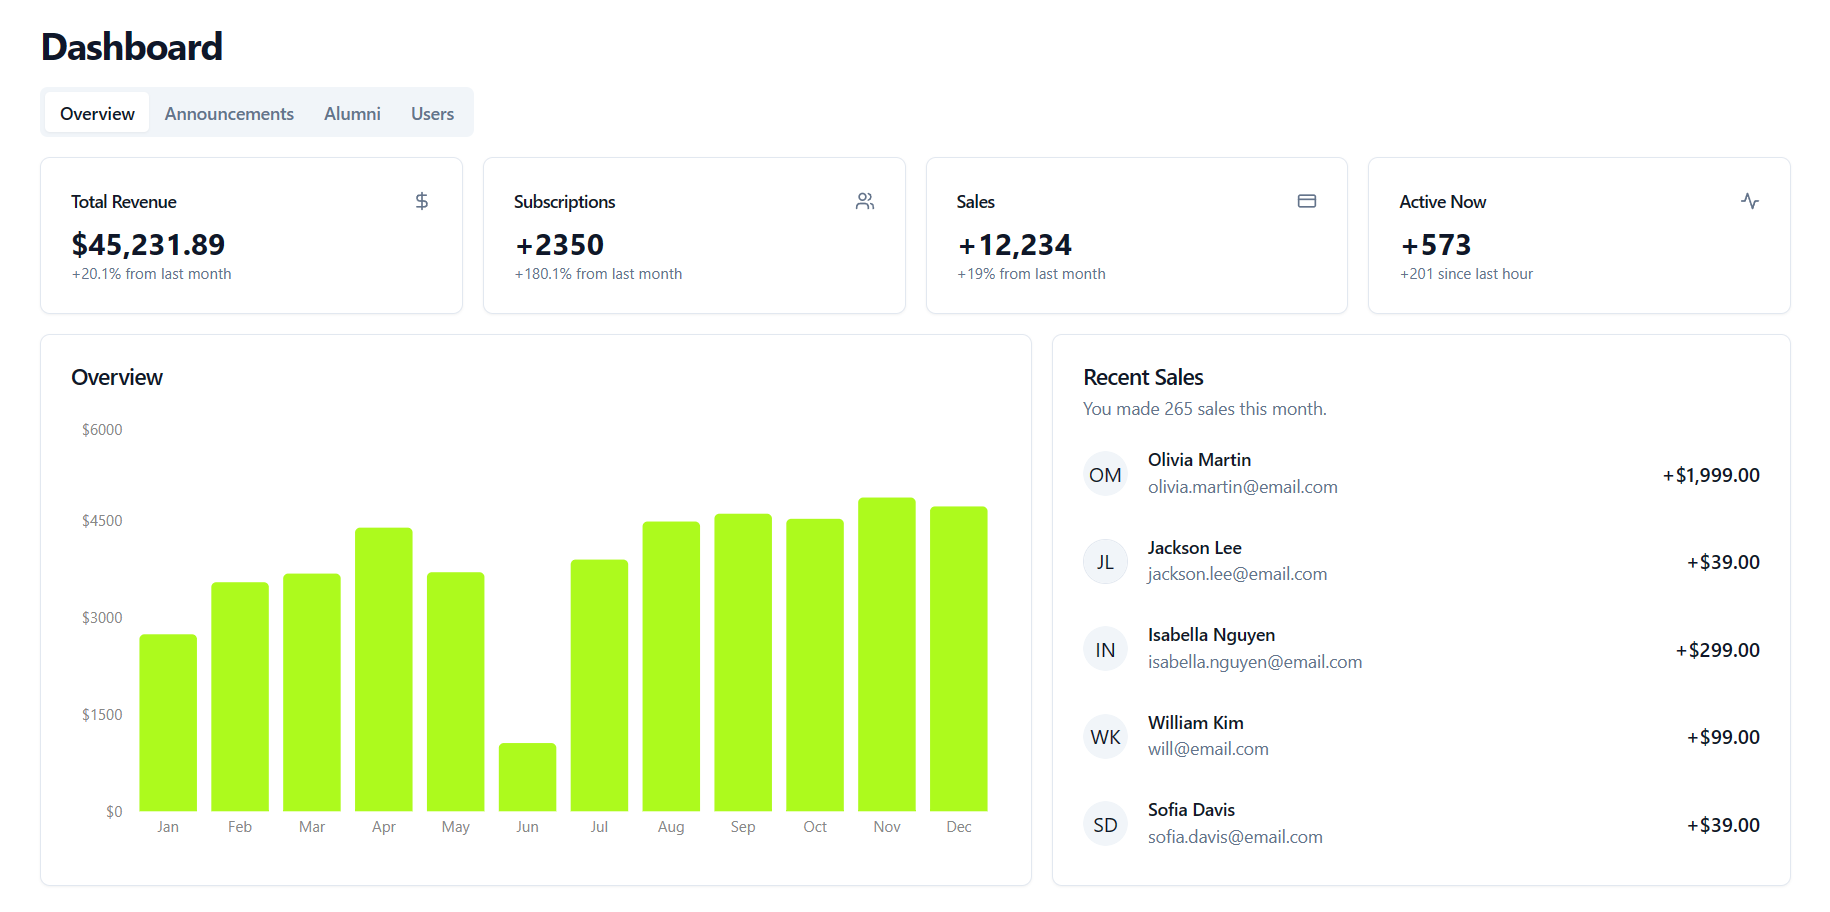 Dashboard
Overview Announcements Alumni Users
Total Revenue
$45,231.89
+20.1% from last month
Subscriptions
+2350
+180.1% from last month
Sales
+12,234
+19% from last month
Active Now
+573
+201 since last hour
Overview
$6000
$4500
$3000
$1500
$0
Jan Feb Mar Apr May Jun Jul Aug Sep Oct Nov Dec
Recent Sales
You made 265 sales this month.
OM
Olivia Martin
olivia.martin@email.com
+$1,999.00
JL
Jackson Lee
jackson.lee@email.com
+$39.00
IN
Isabella Nguyen
isabella.nguyen@email.com
+$299.00
WK
William Kim
will@email.com
+$99.00
SD
Sofia Davis
sofia.davis@email.com
+$39.00